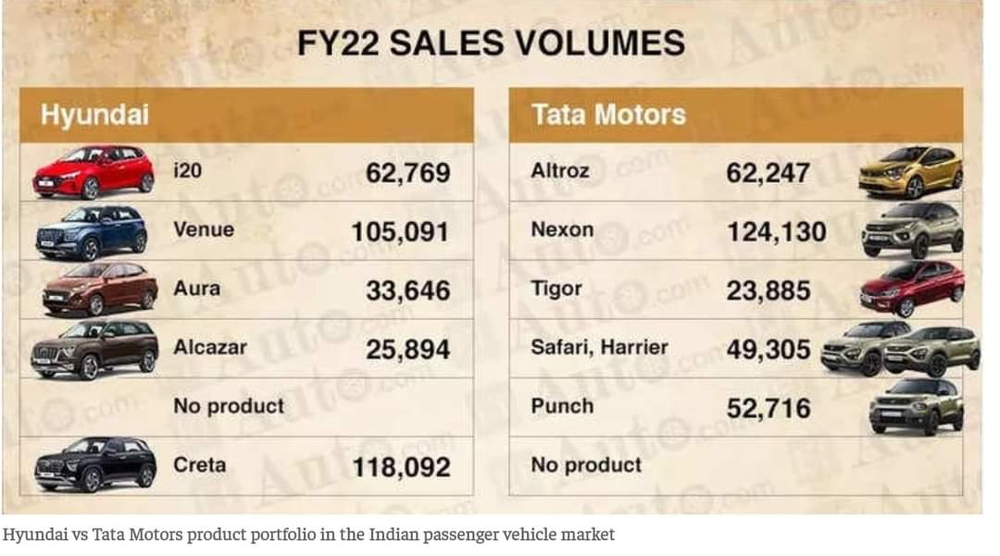 FY22 SALES VOLUMES
Hyundai
i20 62,769
Venue 105,091
Aura 33,646
Alcazar 25,894
No product
Creta 118,092
Tata Motors
Altroz 62,247
Nexon 124,130
Tigor 23,885
Safari, Harrier 49,305
Punch 52,716
No product
Hyundai vs Tata Motors product portfolio in the Indian passenger vehicle market